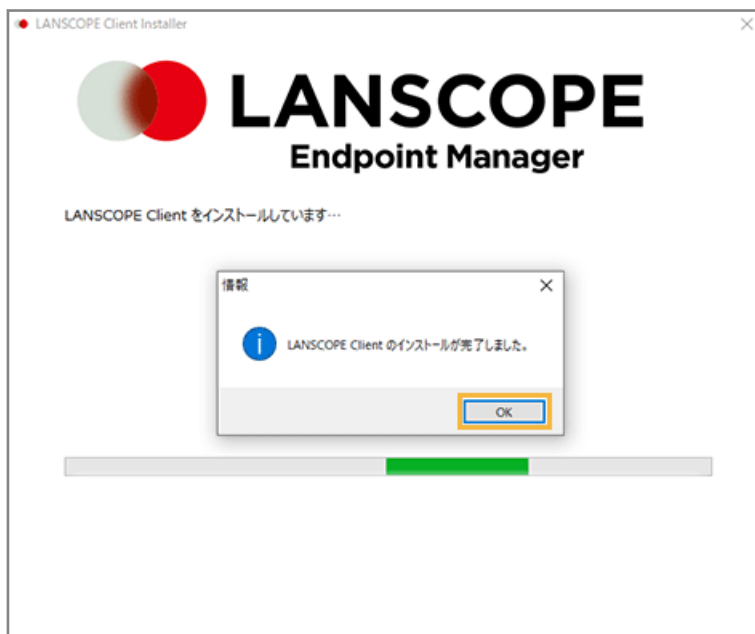 LANSCOPE Client Installer
LANSCOPE
Endpoint Manager
LANSCOPE Client をインストールしています…
情報
LANSCOPE Client のインストールが完了しました。
OK